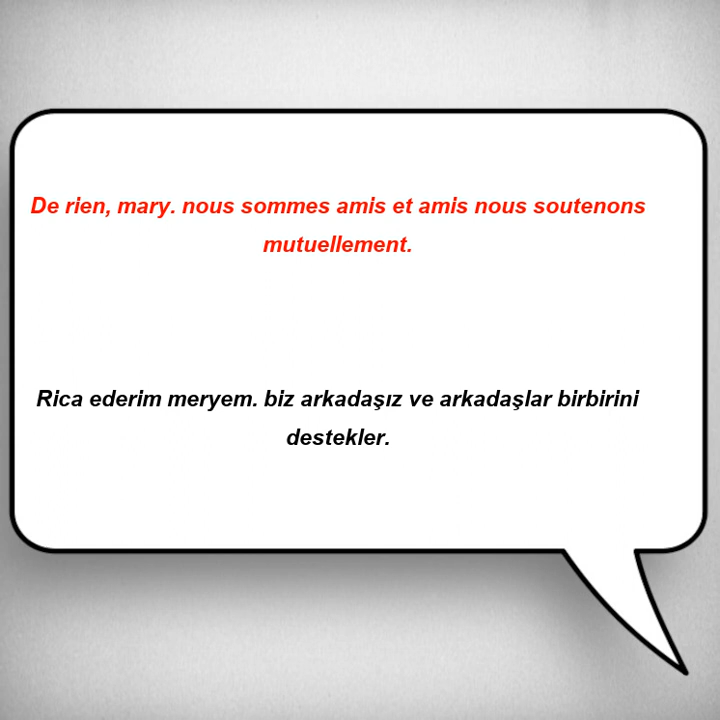 De rien, mary. nous sommes amis et amis nous soutenons
mutuellement.
Rica ederim meryem. biz arkadaşız ve arkadaşlar birbirini
destekler.